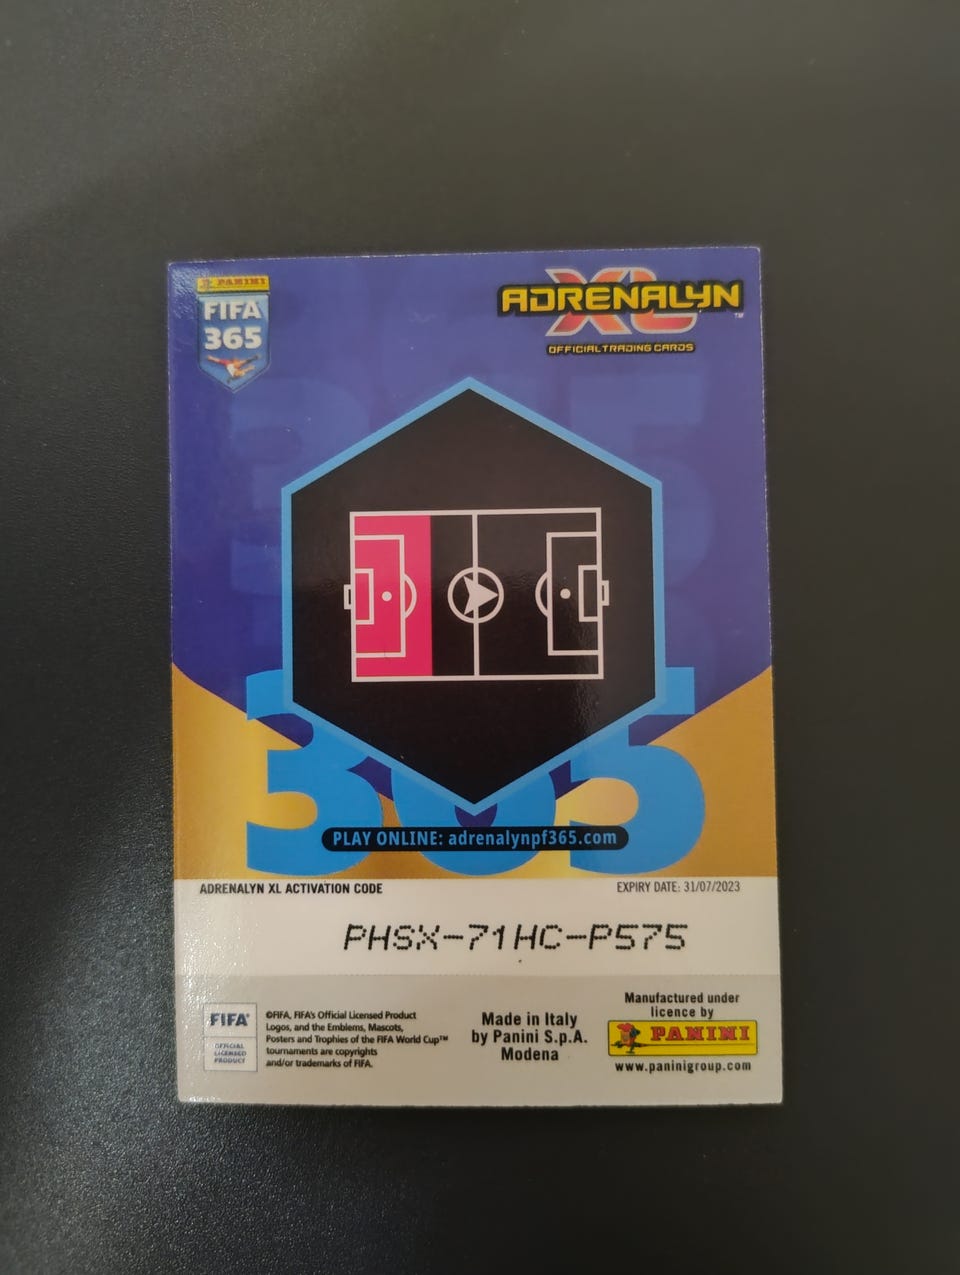 PANINI
FIFA
365
ADRENALYN
XL
™
OFFICIAL TRADING CARDS
365
PLAY ONLINE: adrenalynpf365.com
ADRENALYN XL ACTIVATION CODE
EXPIRY DATE: 31/07/2023
PHSX-71HC-P575
FIFA®
OFFICIAL
LICENSED
PRODUCT
©FIFA, FIFA's Official Licensed Product
Logos, and the Emblems, Mascots,
Posters and Trophies of the FIFA World Cup™
tournaments are copyrights
and/or trademarks of FIFA.
Made in Italy
by Panini S.p.A.
Modena
Manufactured under
licence by
PANINI
www.paninigroup.com